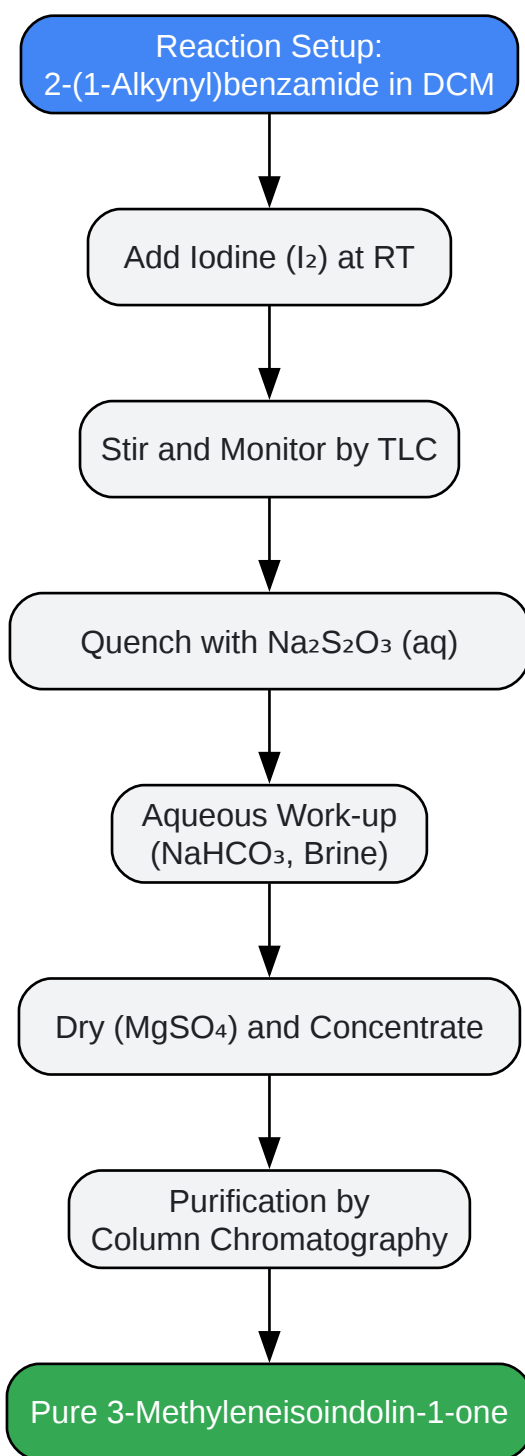 Reaction Setup:
2-(1-Alkynyl)benzamide in DCM
Add Iodine (I₂) at RT
Stir and Monitor by TLC
Quench with Na₂S₂O₃ (aq)
Aqueous Work-up
(NaHCO₃, Brine)
Dry (MgSO₄) and Concentrate
Purification by
Column Chromatography
Pure 3-Methyleneisoindolin-1-one